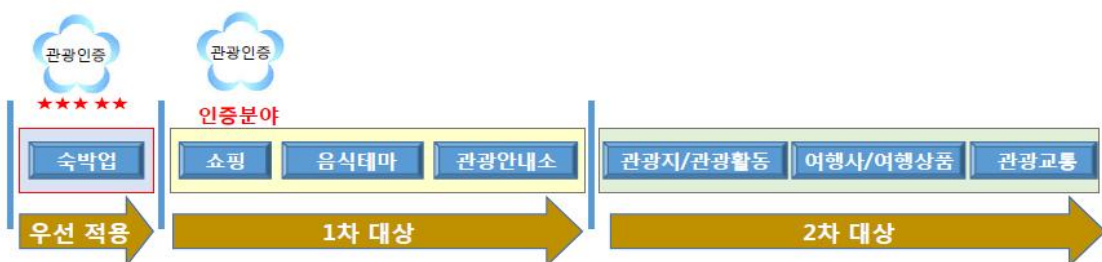 관광인증
관광인증
★★★ ★★
인증분야
숙박업
쇼핑
음식테마
관광안내소
관광지/관광활동
여행사/여행상품
관광교통
우선 적용
1차 대상
2차 대상